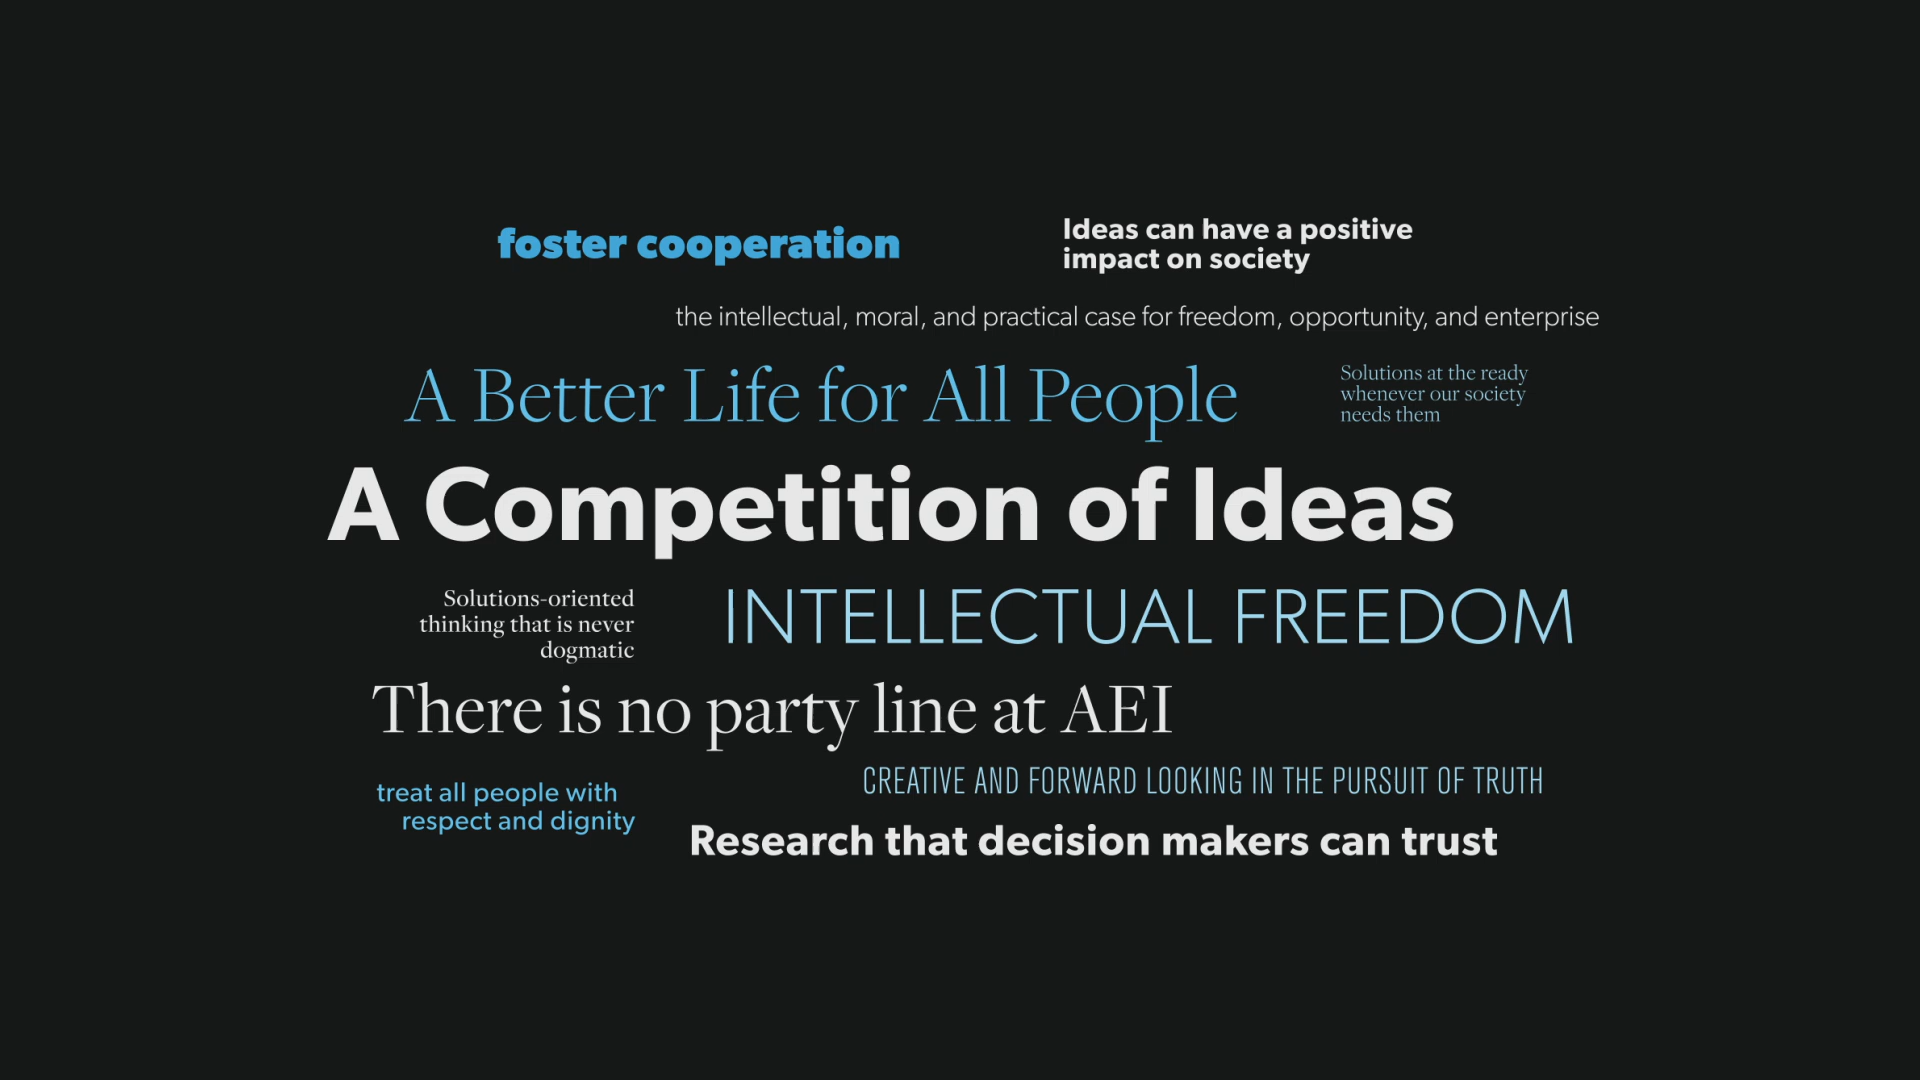 foster cooperation
Ideas can have a positive
impact on society
the intellectual, moral, and practical case for freedom, opportunity, and enterprise
A Better Life for All People
Solutions at the ready
whenever our society
needs them
A Competition of Ideas
Solutions-oriented
thinking that is never
dogmatic
INTELLECTUAL FREEDOM
There is no party line at AEI
CREATIVE AND FORWARD LOOKING IN THE PURSUIT OF TRUTH
treat all people with
respect and dignity
Research that decision makers can trust